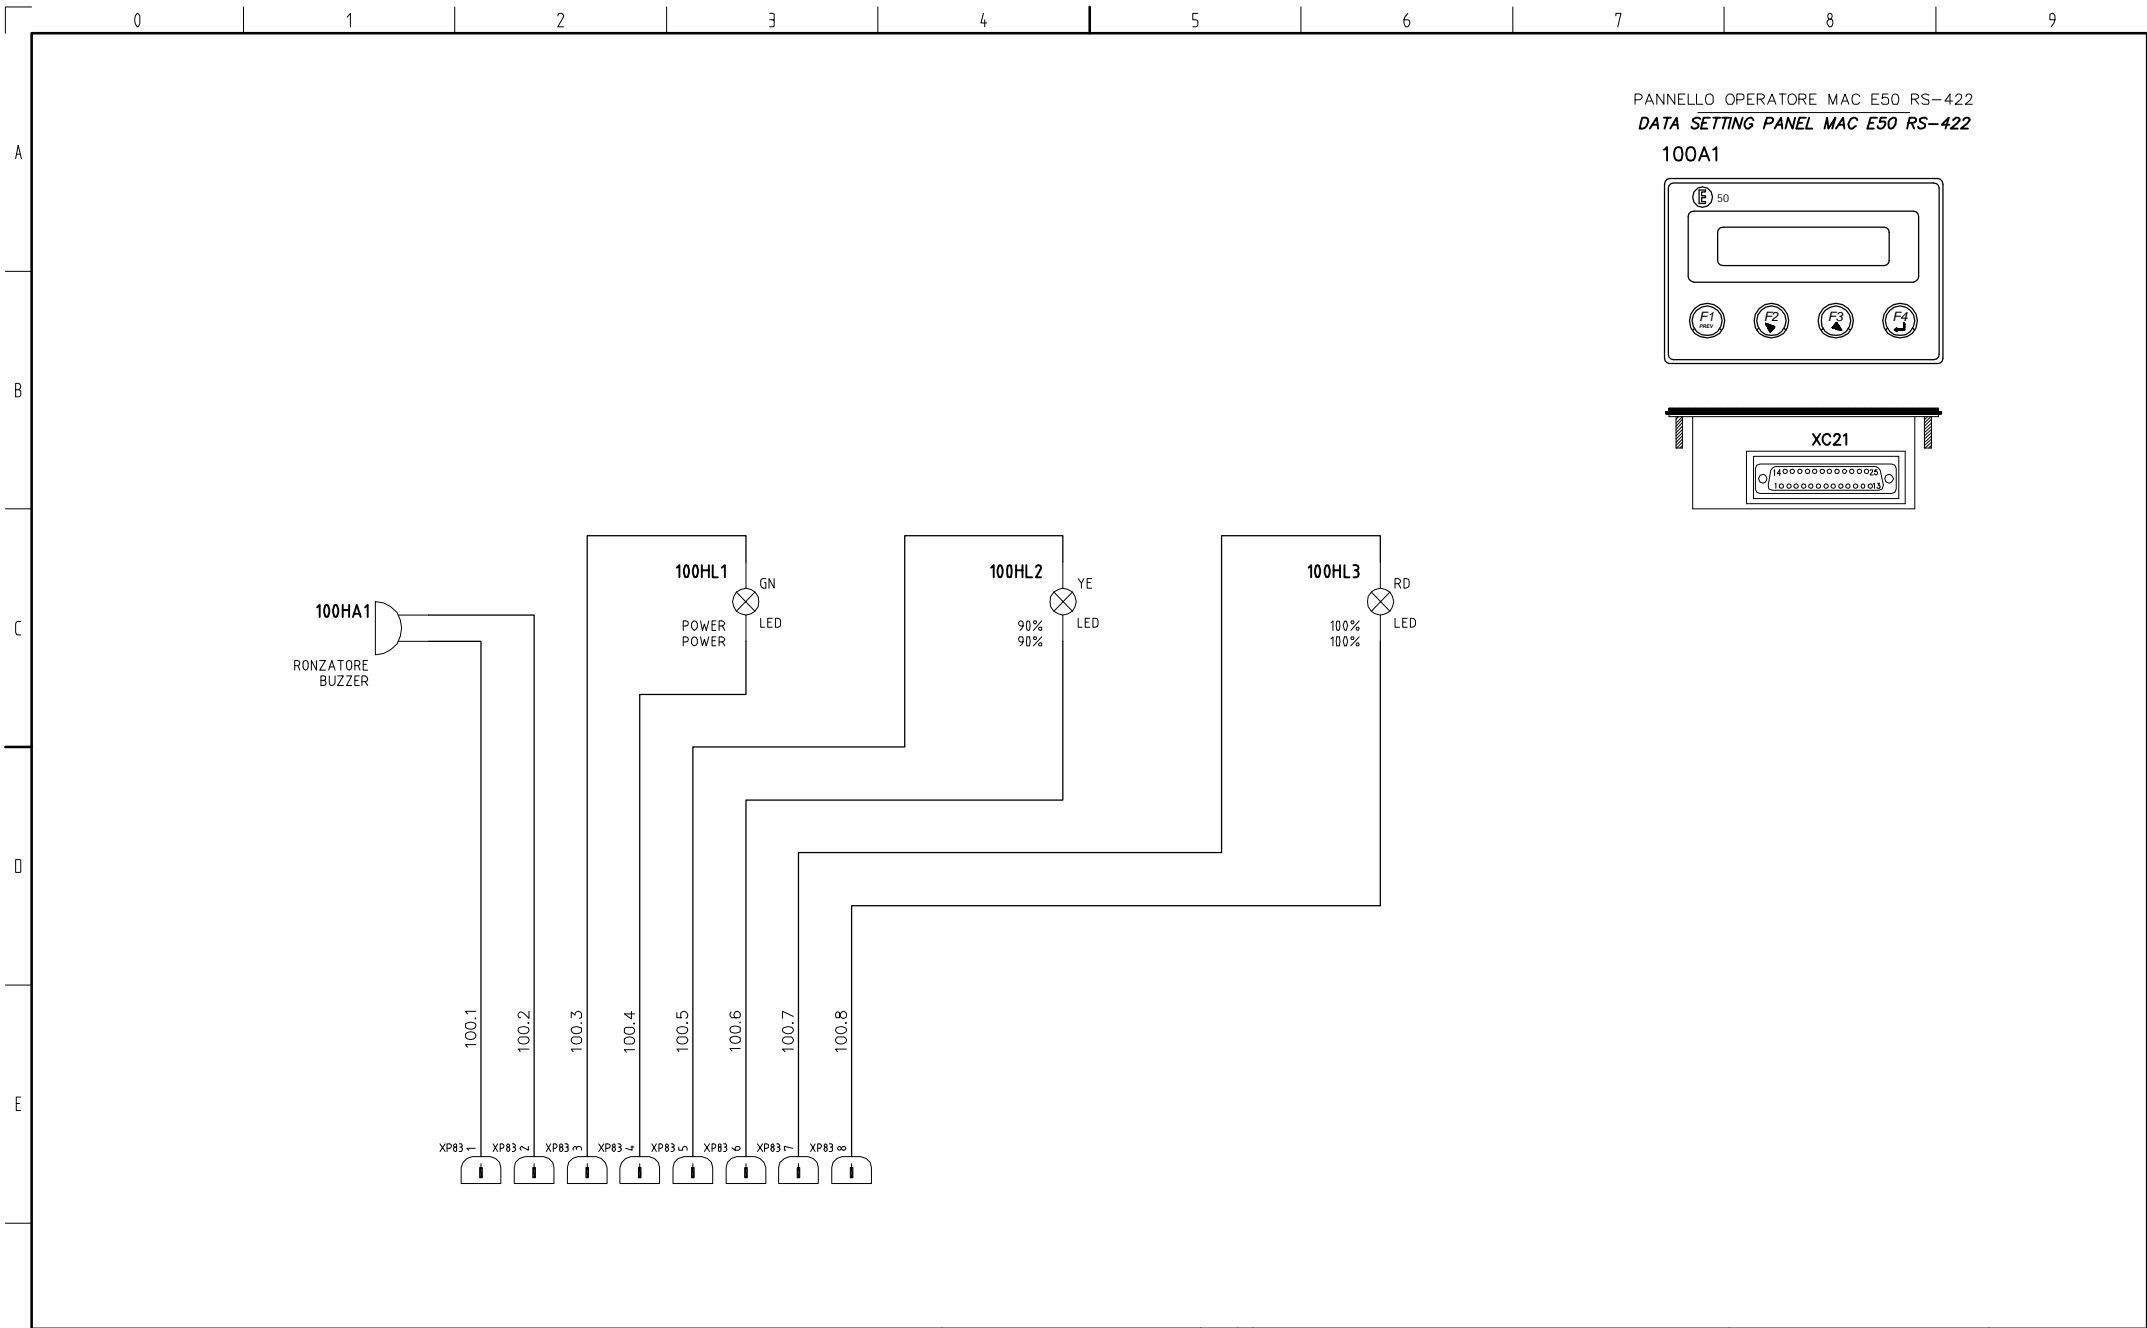 0 1 2 3 4 5 6 7 8 9
PANNELLO OPERATORE MAC E50 RS-422
DATA SETTING PANEL MAC E50 RS-422
A
100A1
E 50
F1 F2 F3 F4
PREV
B
XC21
14 25
1 13
100HL1 GN
POWER LED
POWER
100HL2 YE
90% LED
90%
100HL3 RD
100% LED
100%
C
100HA1
RONZATORE
BUZZER
D
100.1 100.2 100.3 100.4 100.5 100.6 100.7 100.8
E
XP83 1 XP83 2 XP83 3 XP83 4 XP83 5 XP83 6 XP83 7 XP83 8